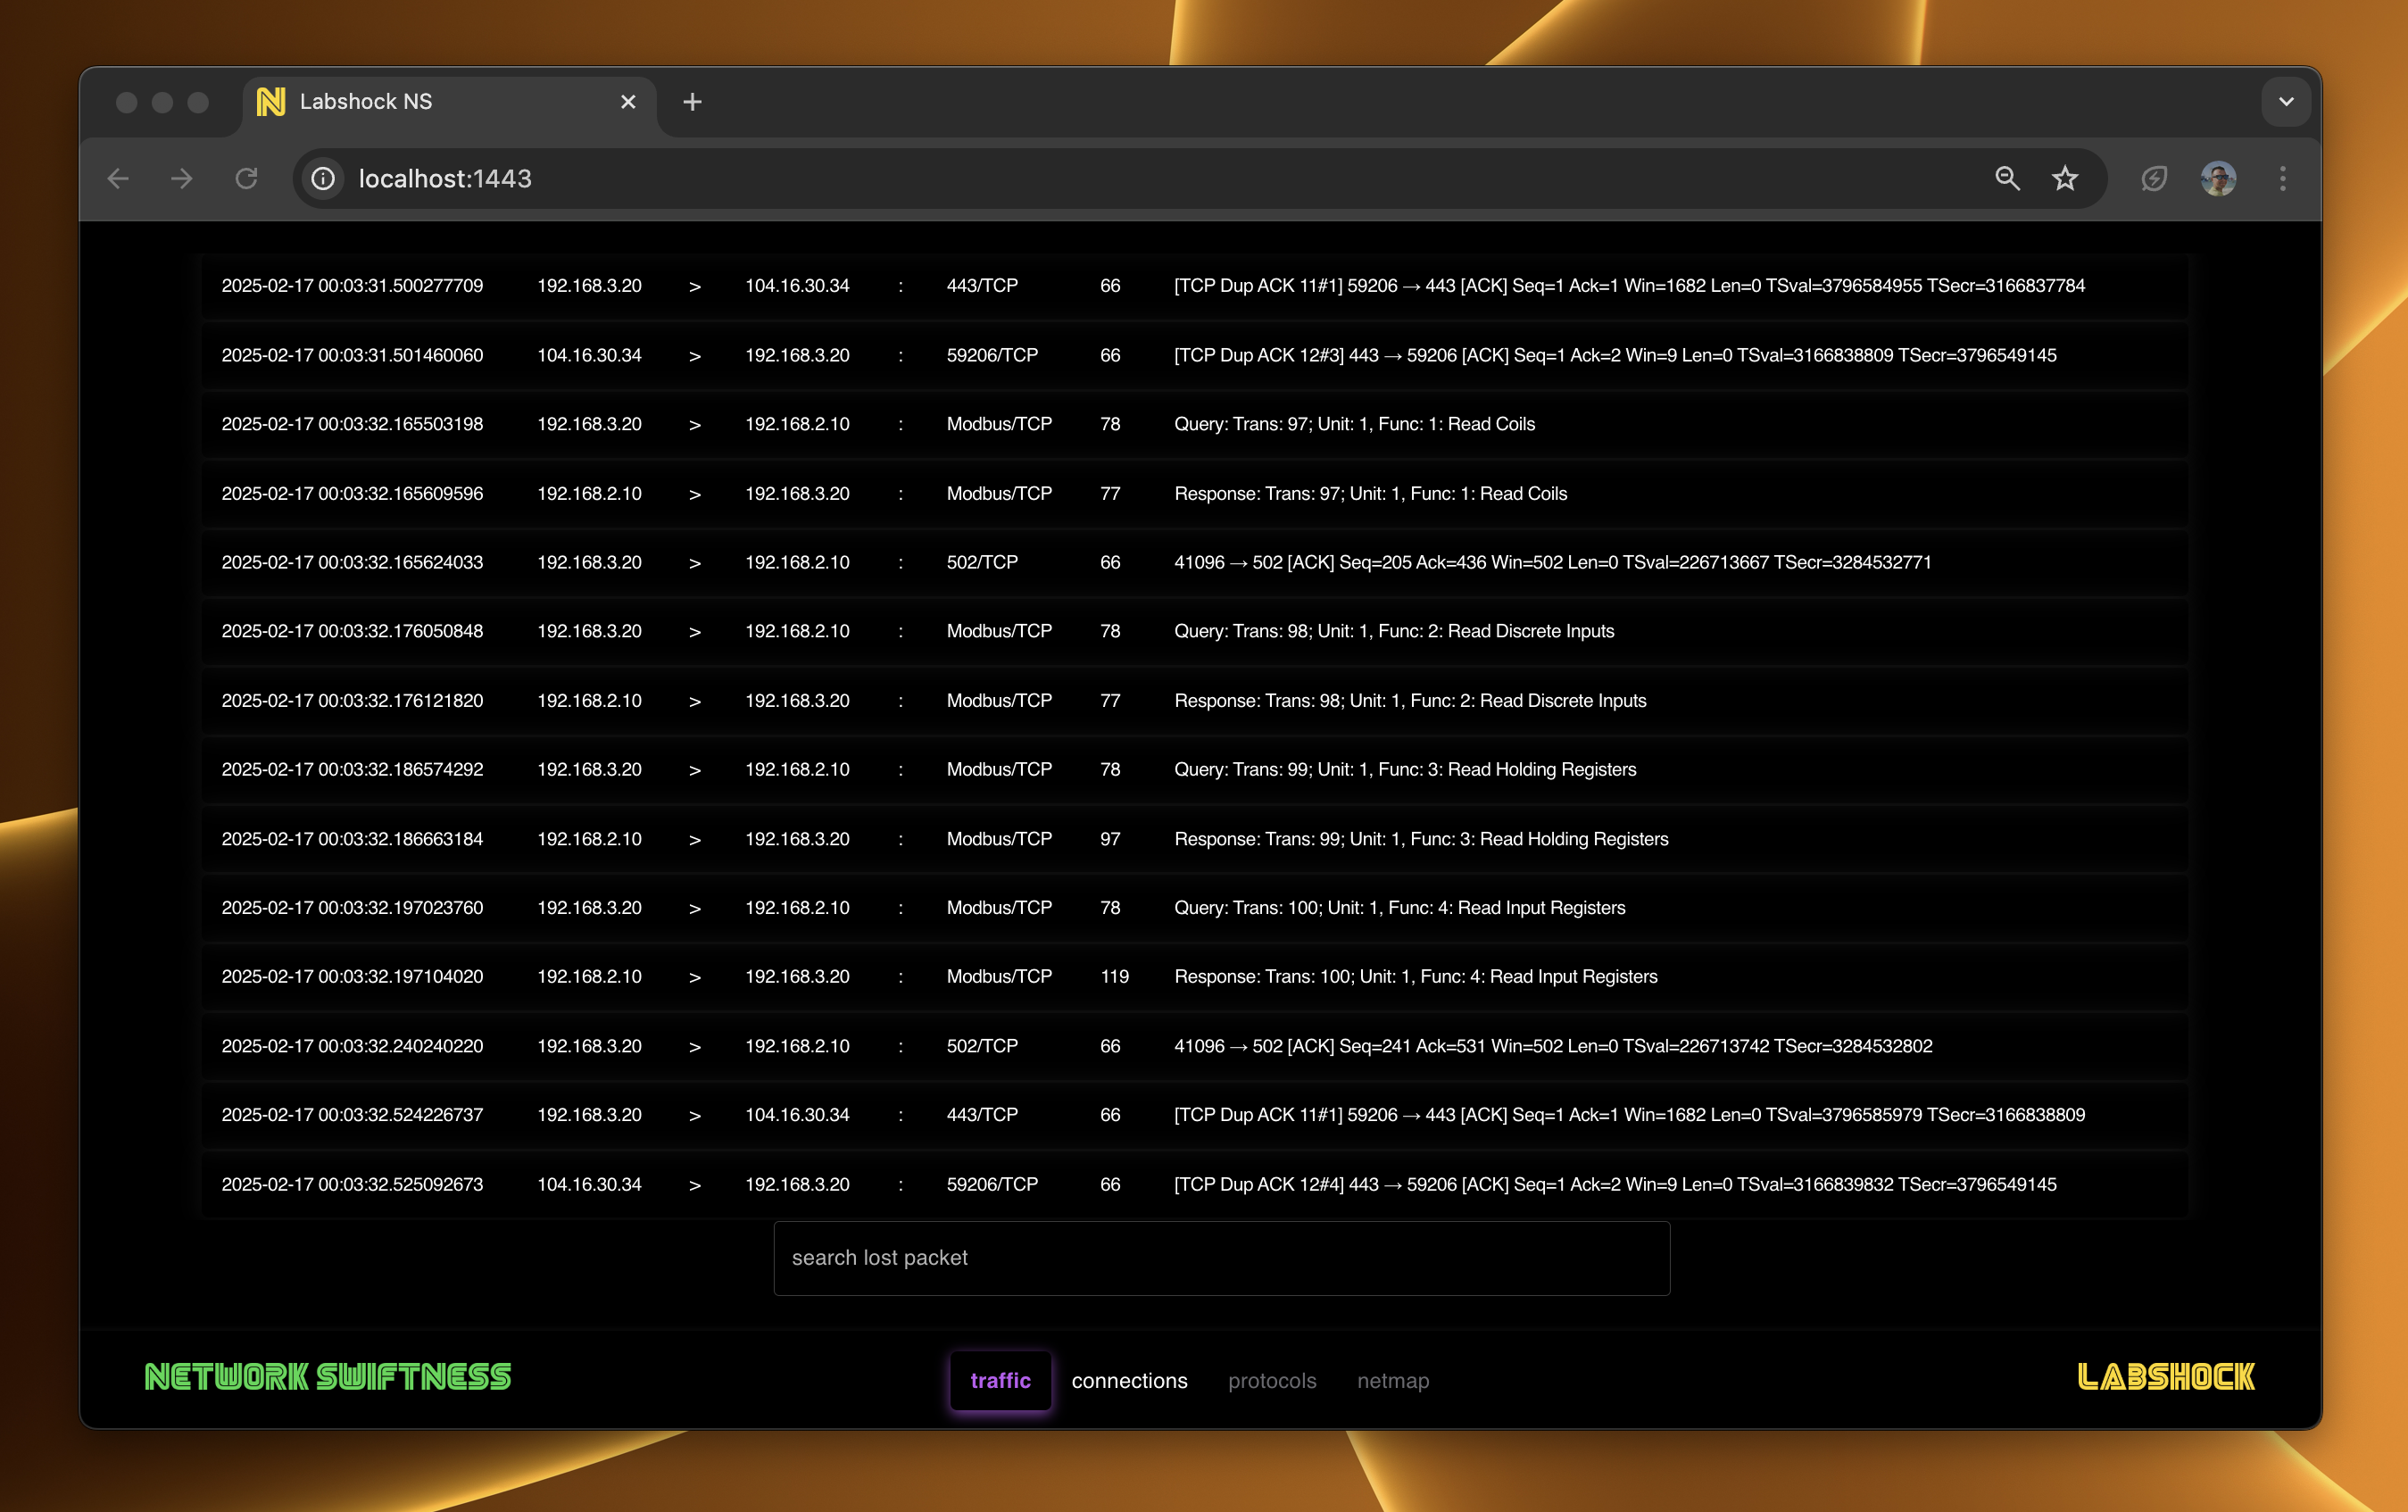 Labshock NS
localhost:1443
2025-02-17 00:03:31.500277709 192.168.3.20 > 104.16.30.34 : 443/TCP 66 [TCP Dup ACK 11#1] 59206 → 443 [ACK] Seq=1 Ack=1 Win=1682 Len=0 TSval=3796584955 TSecr=3166837784
2025-02-17 00:03:31.501460060 104.16.30.34 > 192.168.3.20 : 59206/TCP 66 [TCP Dup ACK 12#3] 443 → 59206 [ACK] Seq=1 Ack=2 Win=9 Len=0 TSval=3166838809 TSecr=3796549145
2025-02-17 00:03:32.165503198 192.168.3.20 > 192.168.2.10 : Modbus/TCP 78 Query: Trans: 97; Unit: 1, Func: 1: Read Coils
2025-02-17 00:03:32.165609596 192.168.2.10 > 192.168.3.20 : Modbus/TCP 77 Response: Trans: 97; Unit: 1, Func: 1: Read Coils
2025-02-17 00:03:32.165624033 192.168.3.20 > 192.168.2.10 : 502/TCP 66 41096 → 502 [ACK] Seq=205 Ack=436 Win=502 Len=0 TSval=226713667 TSecr=3284532771
2025-02-17 00:03:32.176050848 192.168.3.20 > 192.168.2.10 : Modbus/TCP 78 Query: Trans: 98; Unit: 1, Func: 2: Read Discrete Inputs
2025-02-17 00:03:32.176121820 192.168.2.10 > 192.168.3.20 : Modbus/TCP 77 Response: Trans: 98; Unit: 1, Func: 2: Read Discrete Inputs
2025-02-17 00:03:32.186574292 192.168.3.20 > 192.168.2.10 : Modbus/TCP 78 Query: Trans: 99; Unit: 1, Func: 3: Read Holding Registers
2025-02-17 00:03:32.186663184 192.168.2.10 > 192.168.3.20 : Modbus/TCP 97 Response: Trans: 99; Unit: 1, Func: 3: Read Holding Registers
2025-02-17 00:03:32.197023760 192.168.3.20 > 192.168.2.10 : Modbus/TCP 78 Query: Trans: 100; Unit: 1, Func: 4: Read Input Registers
2025-02-17 00:03:32.197104020 192.168.2.10 > 192.168.3.20 : Modbus/TCP 119 Response: Trans: 100; Unit: 1, Func: 4: Read Input Registers
2025-02-17 00:03:32.240240220 192.168.3.20 > 192.168.2.10 : 502/TCP 66 41096 → 502 [ACK] Seq=241 Ack=531 Win=502 Len=0 TSval=226713742 TSecr=3284532802
2025-02-17 00:03:32.524226737 192.168.3.20 > 104.16.30.34 : 443/TCP 66 [TCP Dup ACK 11#1] 59206 → 443 [ACK] Seq=1 Ack=1 Win=1682 Len=0 TSval=3796585979 TSecr=3166838809
2025-02-17 00:03:32.525092673 104.16.30.34 > 192.168.3.20 : 59206/TCP 66 [TCP Dup ACK 12#4] 443 → 59206 [ACK] Seq=1 Ack=2 Win=9 Len=0 TSval=3166839832 TSecr=3796549145
search lost packet
NETWORK SWIFTNESS traffic connections protocols netmap LABSHOCK